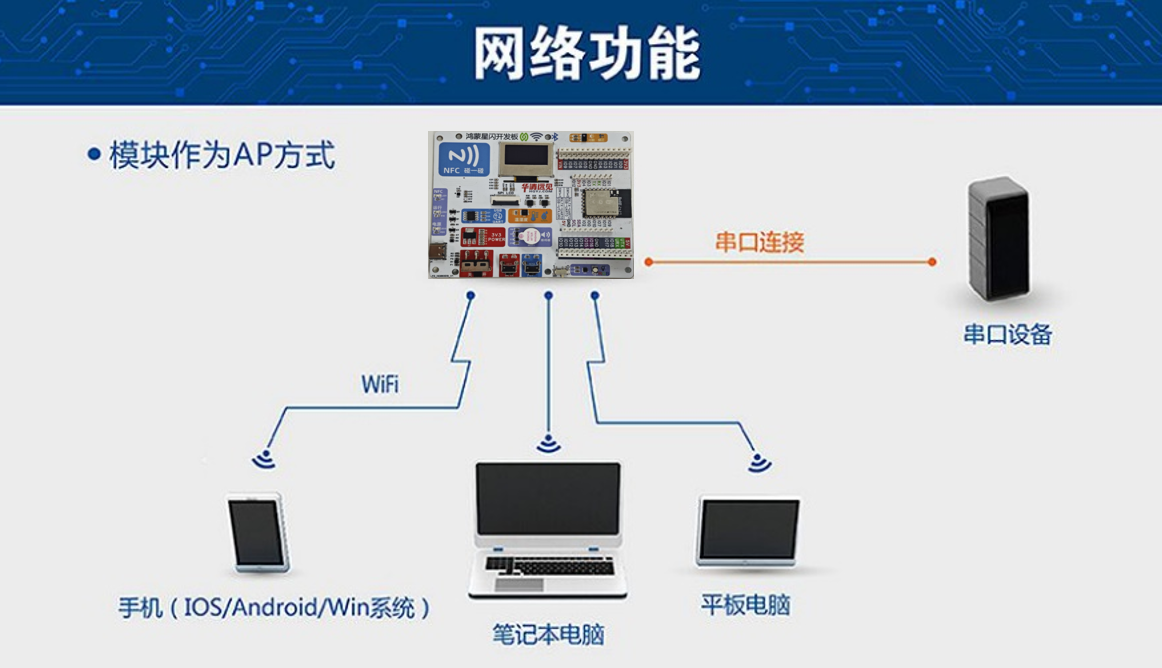 网络功能
• 模块作为AP方式
鸿蒙星闪开发板
NFC 碰一碰
华清远见
3V3
POWER
串口连接
串口设备
WiFi
手机（IOS/Android/Win系统）
笔记本电脑
平板电脑